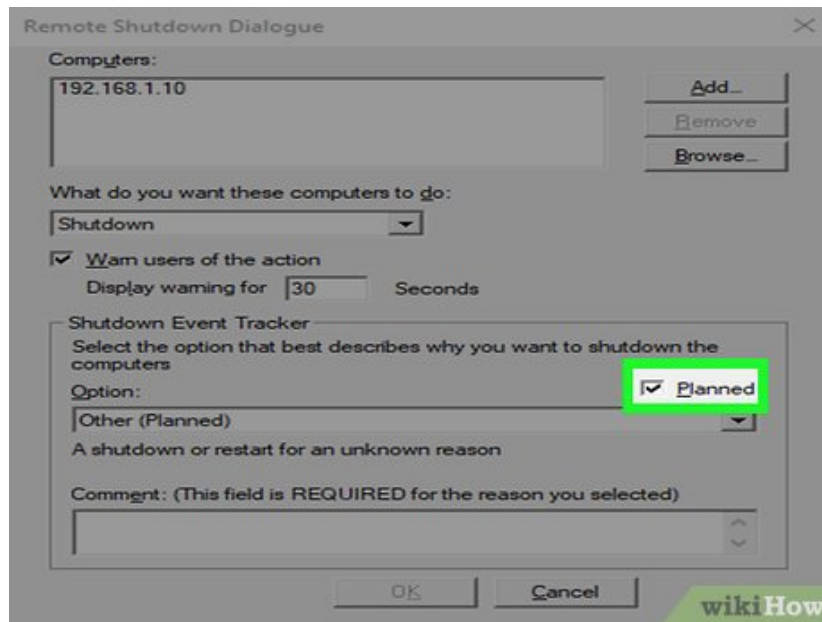 Remote Shutdown Dialogue
Computers:
192.168.1.10
Add...
Remove
Browse...
What do you want these computers to do:
Shutdown
Warn users of the action
Display warning for 30 Seconds
Shutdown Event Tracker
Select the option that best describes why you want to shutdown the
computers
Option:
Planned
Other (Planned)
A shutdown or restart for an unknown reason
Comment: (This field is REQUIRED for the reason you selected)
OK
Cancel
wikiHow